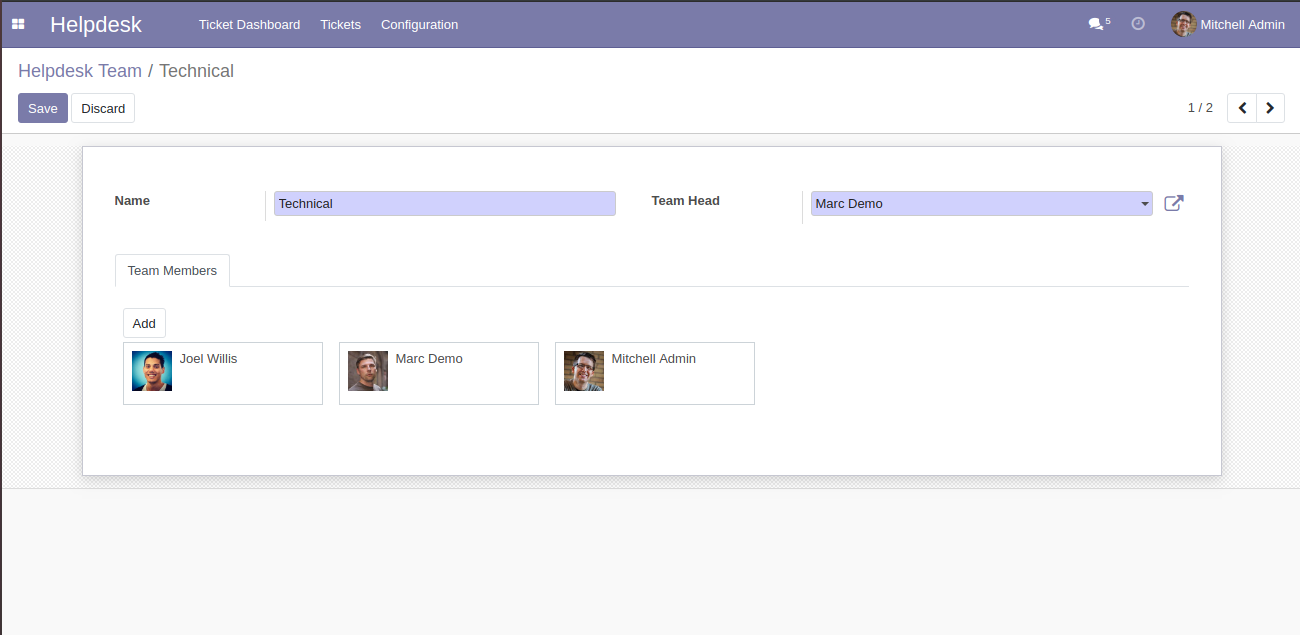 Helpdesk Ticket Dashboard Tickets Configuration 5 Mitchell Admin
Helpdesk Team / Technical
Save Discard 1 / 2
Name Technical Team Head Marc Demo
Team Members
Add
Joel Willis Marc Demo Mitchell Admin